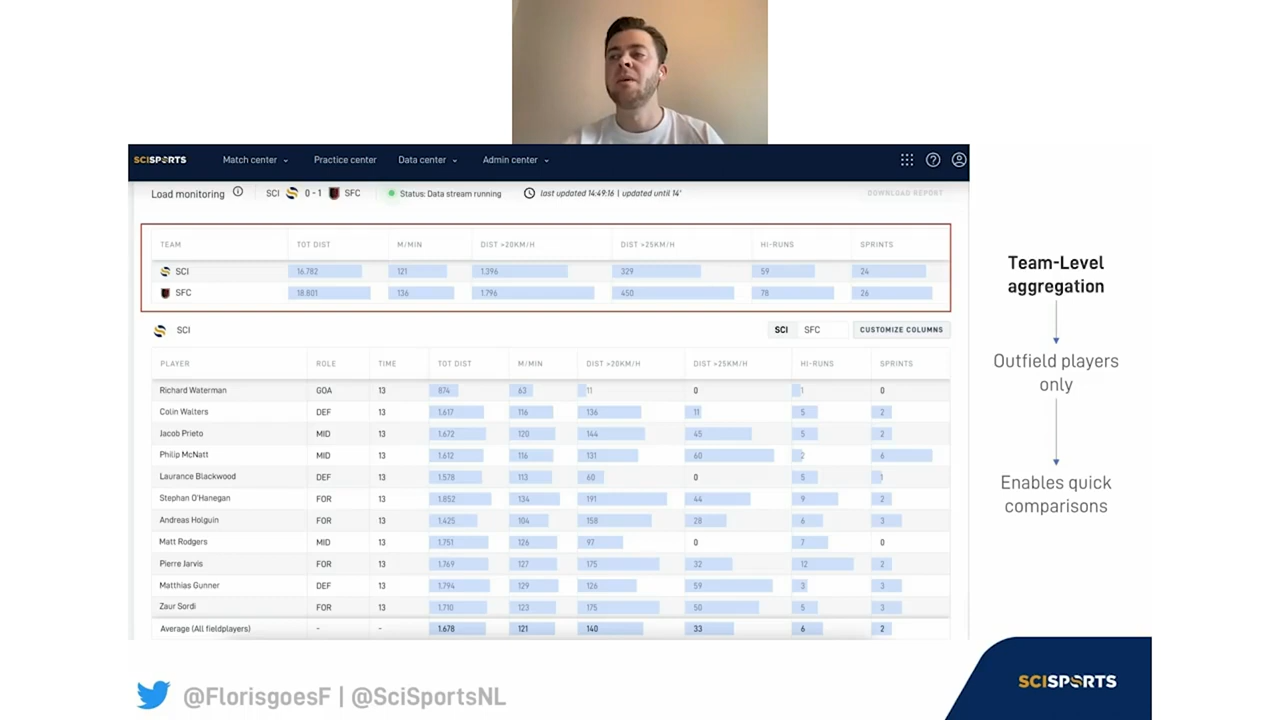 SCISPORTS Match center Practice center Data center Admin center
Load monitoring SCI 0 - 1 SFC Status: Data stream running last updated 14:49:16 | updated until 14' DOWNLOAD REPORT
TEAM TOT DIST M/MIN DIST >20KM/H DIST >25KM/H HI-RUNS SPRINTS
SCI 16.782 121 1.396 329 59 24
SFC 18.801 136 1.796 450 78 26
SCI SCI SFC CUSTOMIZE COLUMNS
PLAYER ROLE TIME TOT DIST M/MIN DIST >20KM/H DIST >25KM/H HI-RUNS SPRINTS
Richard Waterman GOA 13 874 63 11 0 1 0
Colin Walters DEF 13 1.617 116 136 11 5 2
Jacob Prieto MID 13 1.672 120 144 45 5 2
Philip McNatt MID 13 1.612 116 131 60 2 6
Laurance Blackwood DEF 13 1.578 113 60 0 5 1
Stephan O'Hanegan FOR 13 1.852 134 191 44 9 2
Andreas Holguin FOR 13 1.425 104 158 28 6 3
Matt Rodgers MID 13 1.751 126 97 0 7 0
Pierre Jarvis FOR 13 1.769 127 175 32 12 2
Matthias Gunner DEF 13 1.794 129 126 59 3 3
Zaur Sordi FOR 13 1.710 123 175 50 5 3
Average (All fieldplayers) - - 1.678 121 140 33 6 2
Team-Level
aggregation
Outfield players
only
Enables quick
comparisons
@FlorisgoesF | @SciSportsNL
SCISPORTS